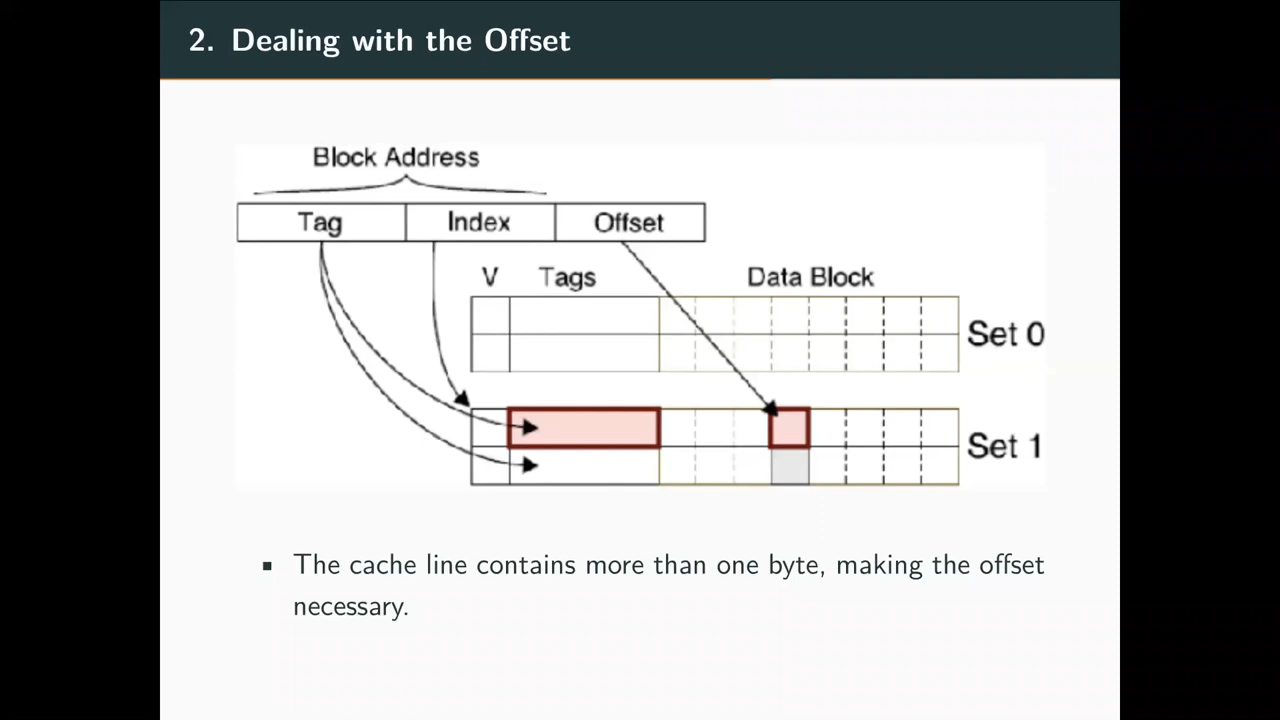 2. Dealing with the Offset
Block Address
Tag Index Offset
V Tags Data Block
Set 0
Set 1
The cache line contains more than one byte, making the offset
necessary.